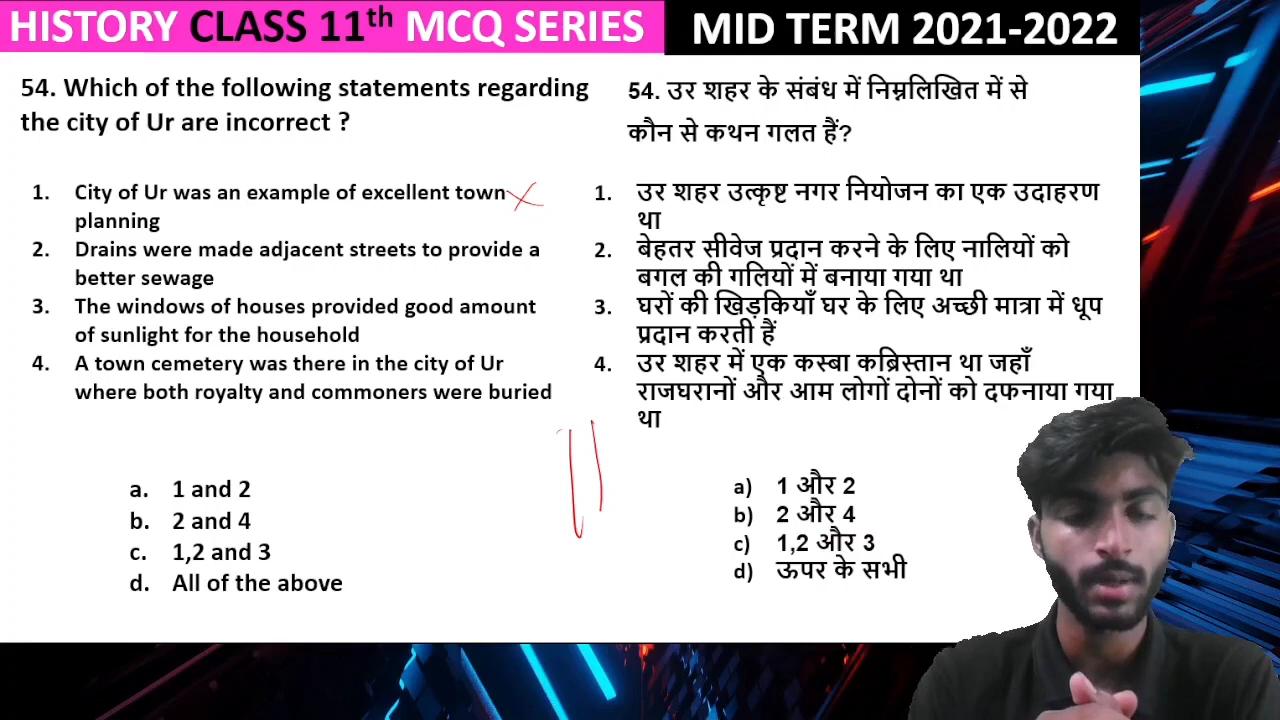 HISTORY CLASS 11th MCQ SERIES
MID TERM 2021-2022
54. Which of the following statements regarding
the city of Ur are incorrect ?
1. City of Ur was an example of excellent town
planning
2. Drains were made adjacent streets to provide a
better sewage
3. The windows of houses provided good amount
of sunlight for the household
4. A town cemetery was there in the city of Ur
where both royalty and commoners were buried
a. 1 and 2
b. 2 and 4
c. 1,2 and 3
d. All of the above
54. उर शहर के संबंध में निम्नलिखित में से
कौन से कथन गलत हैं?
1. उर शहर उत्कृष्ट नगर नियोजन का एक उदाहरण
था
2. बेहतर सीवेज प्रदान करने के लिए नालियों को
बगल की गलियों में बनाया गया था
3. घरों की खिड़कियाँ घर के लिए अच्छी मात्रा में धूप
प्रदान करती हैं
4. उर शहर में एक कस्बा कब्रिस्तान था जहाँ
राजघरानों और आम लोगों दोनों को दफनाया गया
था
a) 1 और 2
b) 2 और 4
c) 1,2 और 3
d) ऊपर के सभी